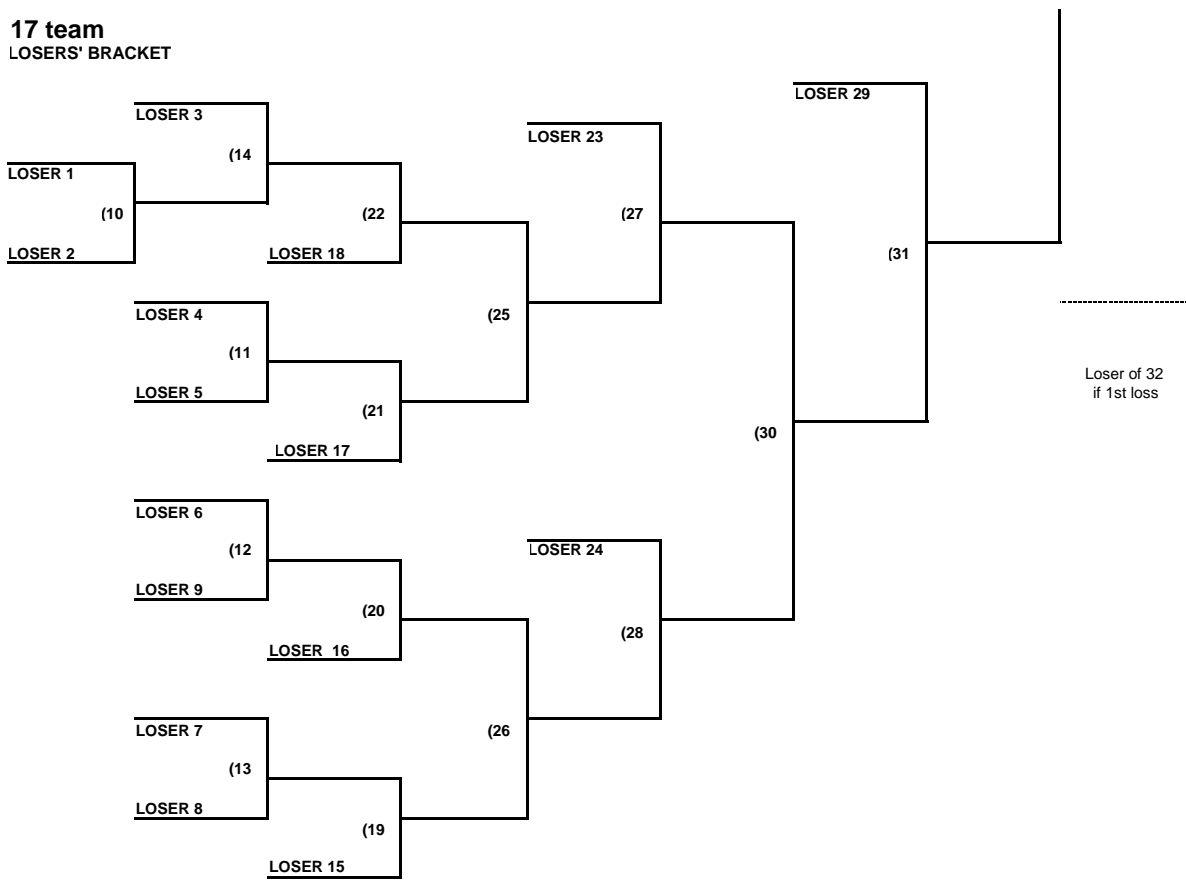 17 team
LOSERS' BRACKET
LOSER 29
LOSER 3
LOSER 23
(14
LOSER 1
(10
(22
(27
LOSER 2
LOSER 18
(31
LOSER 4
(25
(11
Loser of 32
if 1st loss
LOSER 5
(21
(30
LOSER 17
LOSER 6
(12
LOSER 24
LOSER 9
(20
(28
LOSER 16
LOSER 7
(26
(13
LOSER 8
(19
LOSER 15